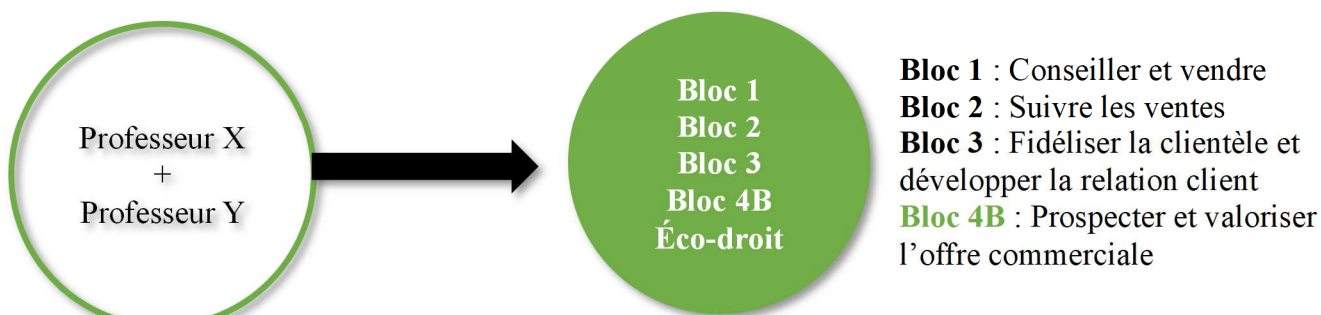 Professeur X
+
Professeur Y
Bloc 1
Bloc 2
Bloc 3
Bloc 4B
Éco-droit
Bloc 1 : Conseiller et vendre
Bloc 2 : Suivre les ventes
Bloc 3 : Fidéliser la clientèle et
développer la relation client
Bloc 4B : Prospecter et valoriser
l’offre commerciale